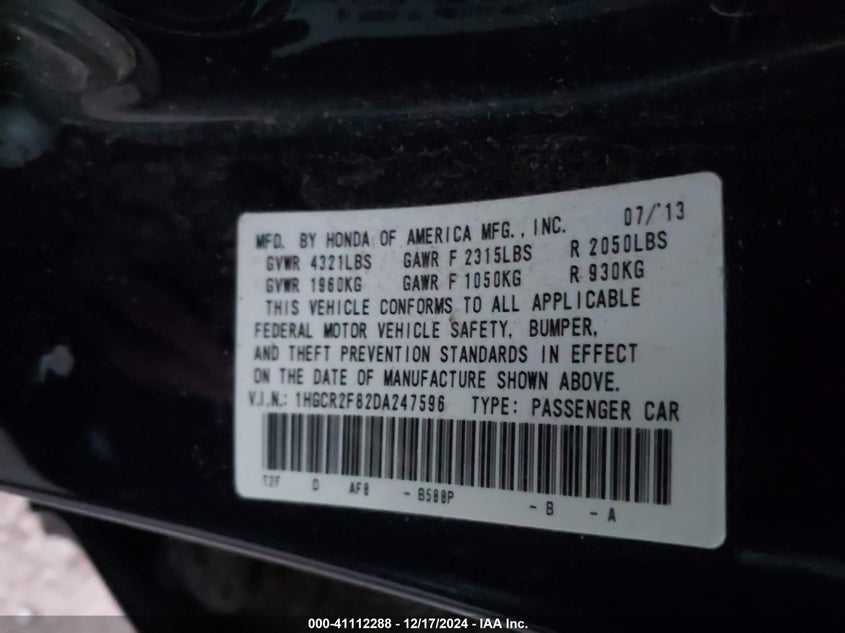 07/13
MFD. BY HONDA OF AMERICA MFG., INC.
GVWR 4321LBS GAWR F 2315LBS R 2050LBS
GVWR 1960KG GAWR F 1050KG R 930KG
THIS VEHICLE CONFORMS TO ALL APPLICABLE
FEDERAL MOTOR VEHICLE SAFETY, BUMPER,
AND THEFT PREVENTION STANDARDS IN EFFECT
ON THE DATE OF MANUFACTURE SHOWN ABOVE.
V.I.N.: 1HGCR2F82DA247596 TYPE: PASSENGER CAR
T2F D AF8 - B588P - B - A
000-41112288 - 12/17/2024 - IAA Inc.